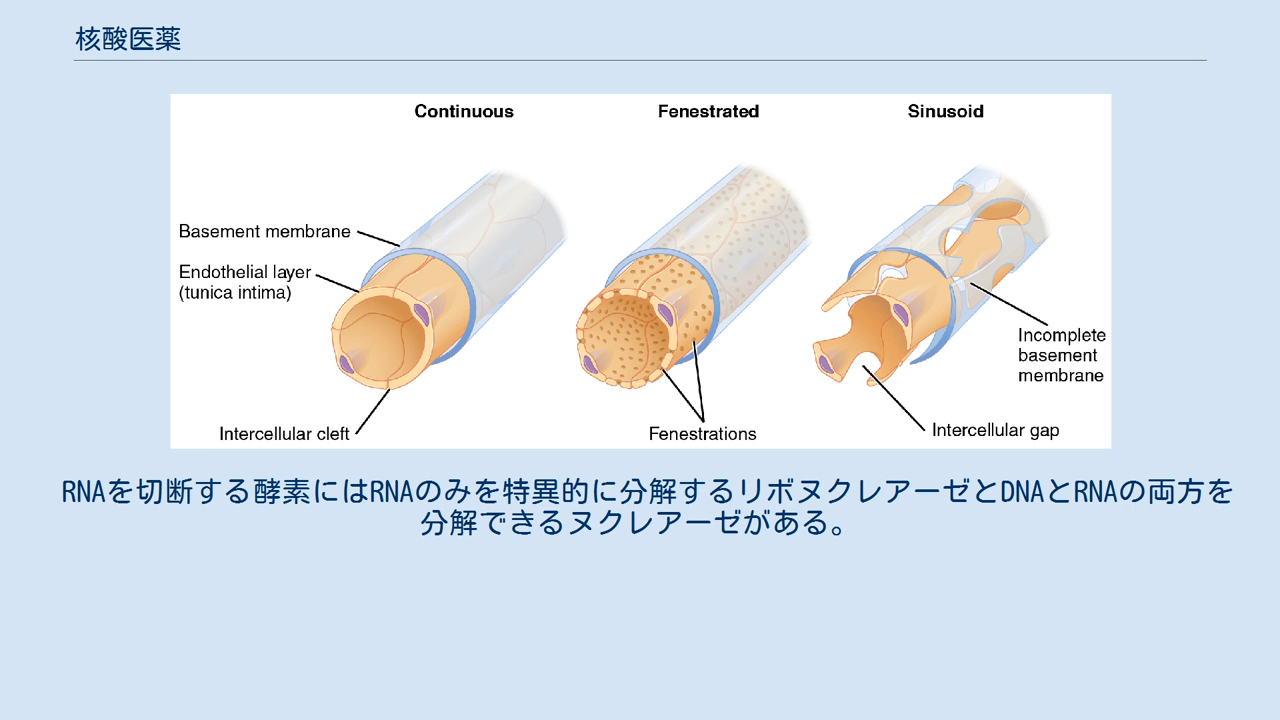 核酸医薬
Continuous
Fenestrated
Sinusoid
Basement membrane
Endothelial layer
(tunica intima)
Incomplete
basement
membrane
Intercellular cleft
Fenestrations
Intercellular gap
RNAを切断する酵素にはRNAのみを特異的に分解するリボヌクレアーゼとDNAとRNAの両方を
分解できるヌクレアーゼがある。